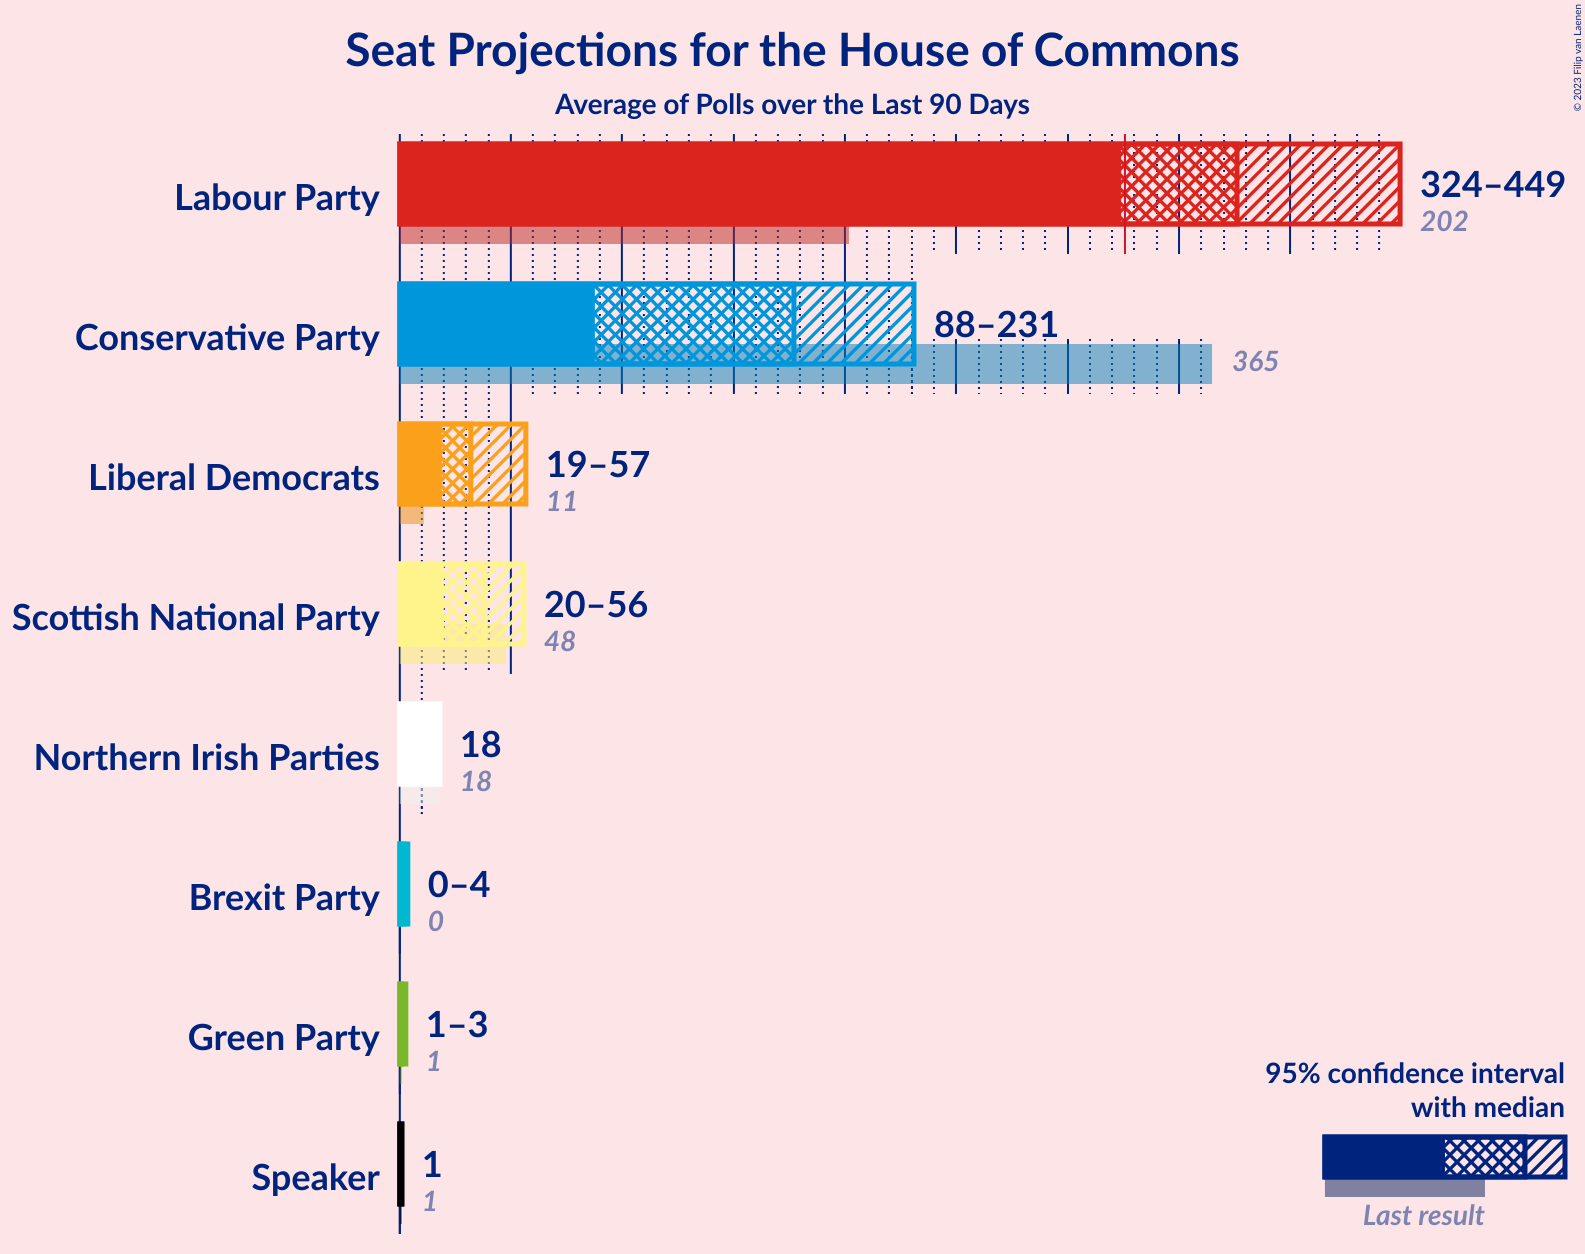 Seat Projections for the House of Commons
Average of Polls over the Last 90 Days
© 2023 Filip van Laenen
Labour Party
324–449
202
Conservative Party
88–231
365
Liberal Democrats
19–57
11
Scottish National Party
20–56
48
Northern Irish Parties
18
18
Brexit Party
0–4
0
Green Party
1–3
1
Speaker
1
1
95% confidence interval
with median
Last result